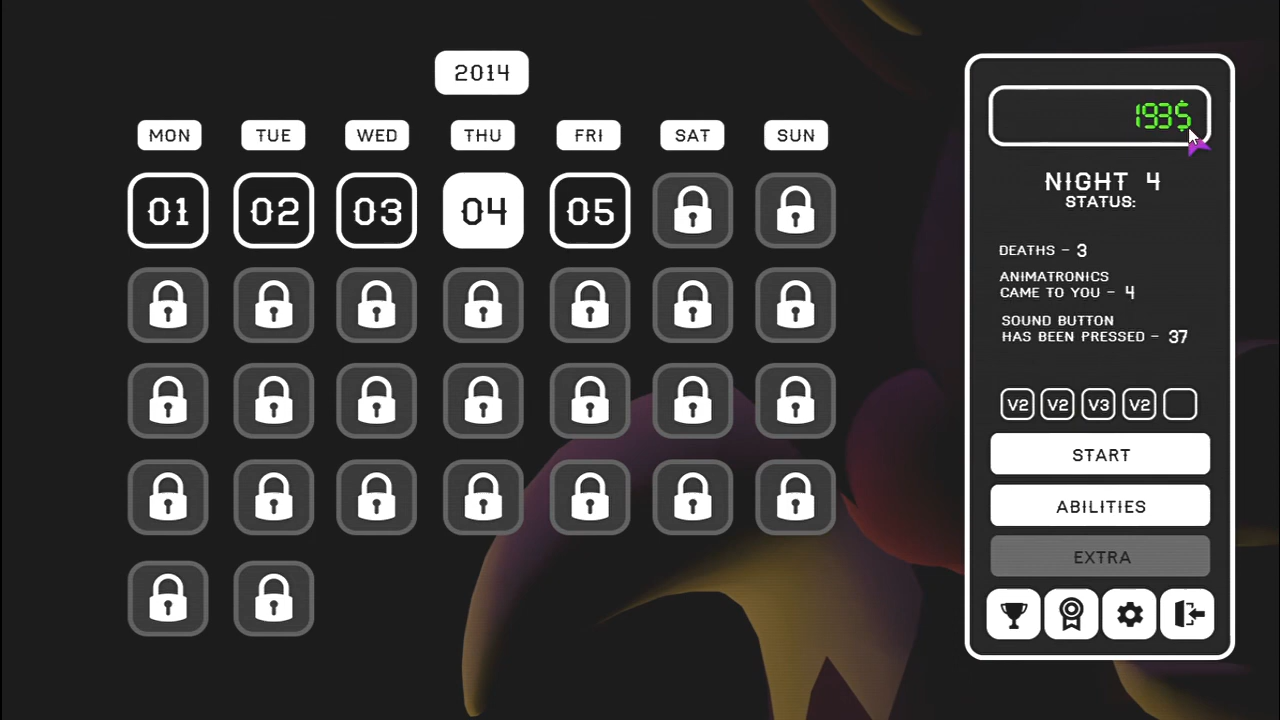 2014
MON TUE WED THU FRI SAT SUN
01 02 03 04 05
193$
NIGHT 4
STATUS:
DEATHS - 3
ANIMATRONICS
CAME TO YOU - 4
SOUND BUTTON
HAS BEEN PRESSED - 37
V2 V2 V3 V2
START
ABILITIES
EXTRA